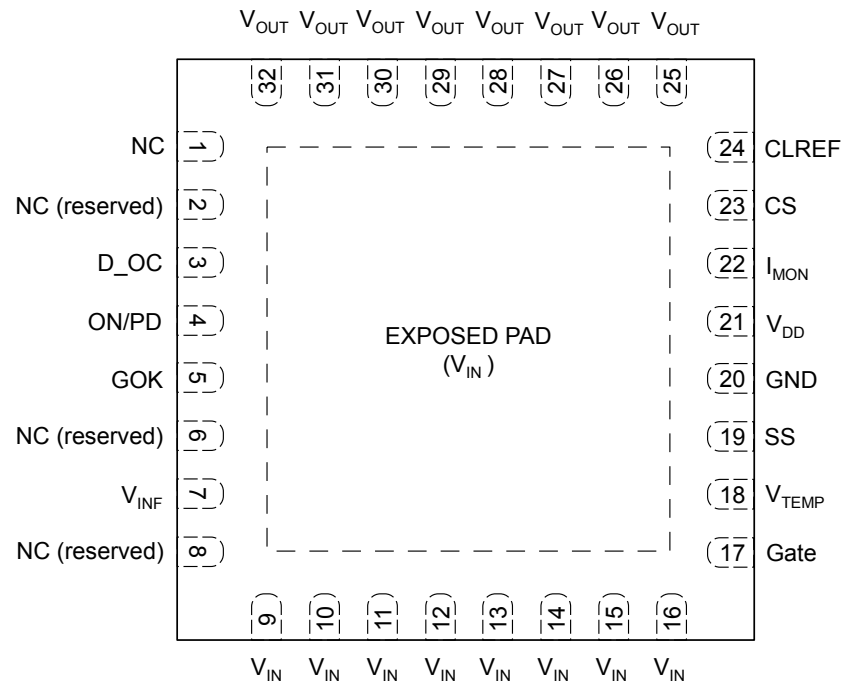 VOUT VOUT VOUT VOUT VOUT VOUT VOUT VOUT
32 31 30 29 28 27 26 25
NC 1 24 CLREF
NC (reserved) 2 23 CS
D_OC 3 22 IMON
ON/PD 4 21 VDD
EXPOSED PAD
(VIN )
GOK 5 20 GND
NC (reserved) 6 19 SS
VINF 7 18 VTEMP
NC (reserved) 8 17 Gate
9 10 11 12 13 14 15 16
VIN VIN VIN VIN VIN VIN VIN VIN